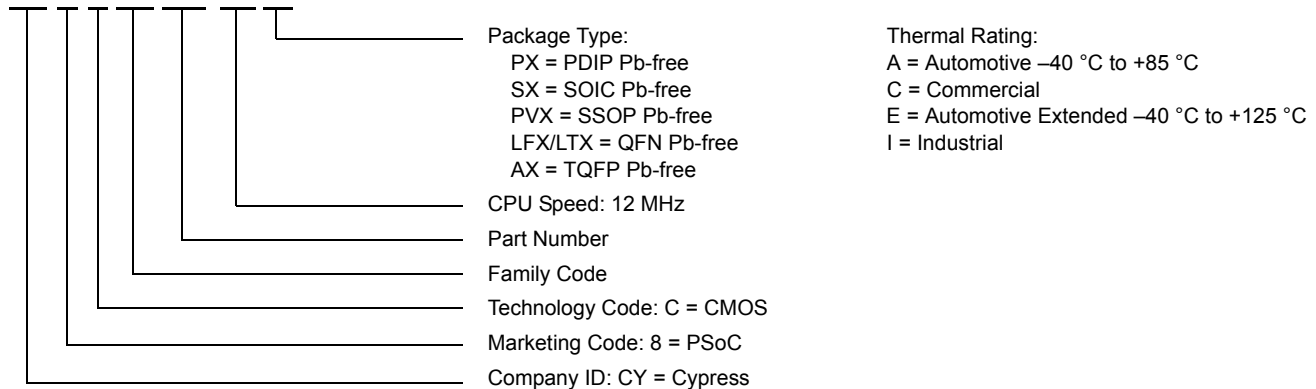 Package Type:
PX = PDIP Pb-free
SX = SOIC Pb-free
PVX = SSOP Pb-free
LFX/LTX = QFN Pb-free
AX = TQFP Pb-free
CPU Speed: 12 MHz
Part Number
Family Code
Technology Code: C = CMOS
Marketing Code: 8 = PSoC
Company ID: CY = Cypress
Thermal Rating:
A = Automotive –40 °C to +85 °C
C = Commercial
E = Automotive Extended –40 °C to +125 °C
I = Industrial